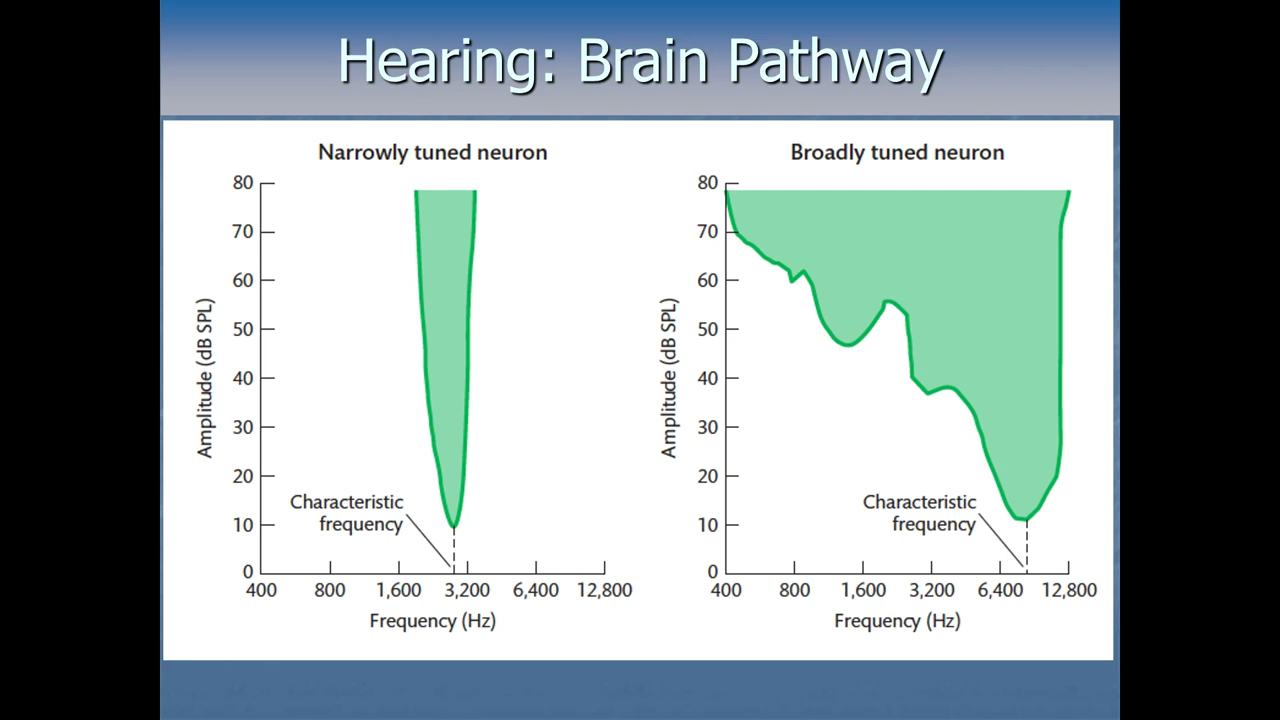 Hearing: Brain Pathway
Narrowly tuned neuron
80
70
60
50
40
30
20
10
0
Amplitude (dB SPL)
Characteristic
frequency
400 800 1,600 3,200 6,400 12,800
Frequency (Hz)
Broadly tuned neuron
80
70
60
50
40
30
20
10
0
Amplitude (dB SPL)
Characteristic
frequency
400 800 1,600 3,200 6,400 12,800
Frequency (Hz)